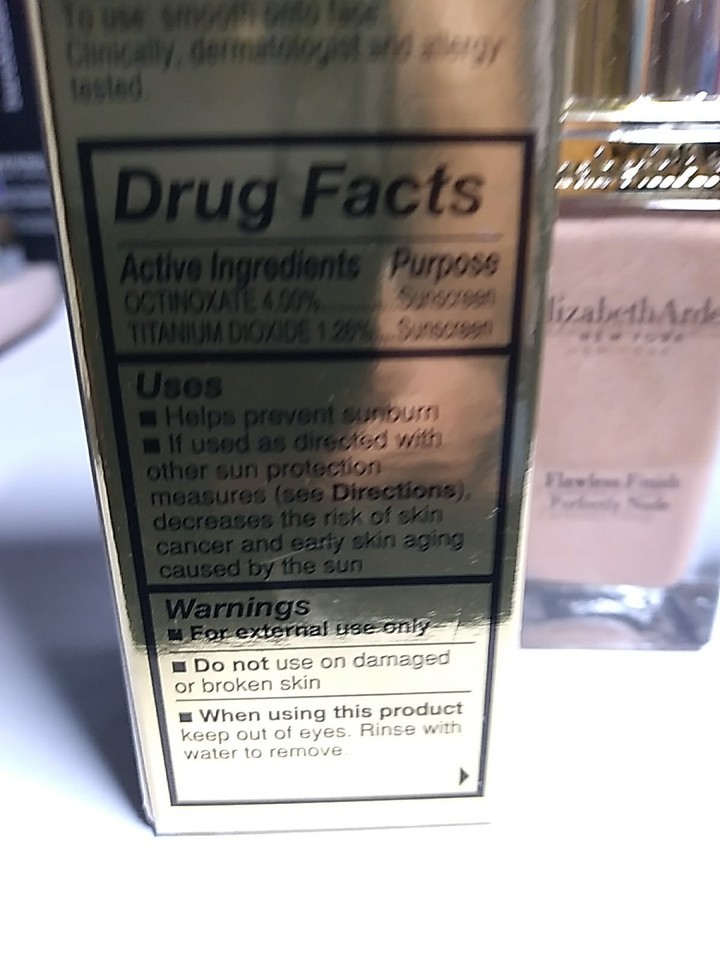 To use: smooth onto face.
Clinically, dermatologist and allergy
tested.
Drug Facts
Active Ingredients Purpose
OCTINOXATE 4.00%.......... Sunscreen
TITANIUM DIOXIDE 1.26%... Sunscreen
Uses
■ Helps prevent sunburn
■ If used as directed with
other sun protection
measures (see Directions),
decreases the risk of skin
cancer and early skin aging
caused by the sun
Warnings
■ For external use only
■ Do not use on damaged
or broken skin
■ When using this product
keep out of eyes. Rinse with
water to remove.
lizabethArde
NEW YORK
Flawless Finish
Perfectly Nude